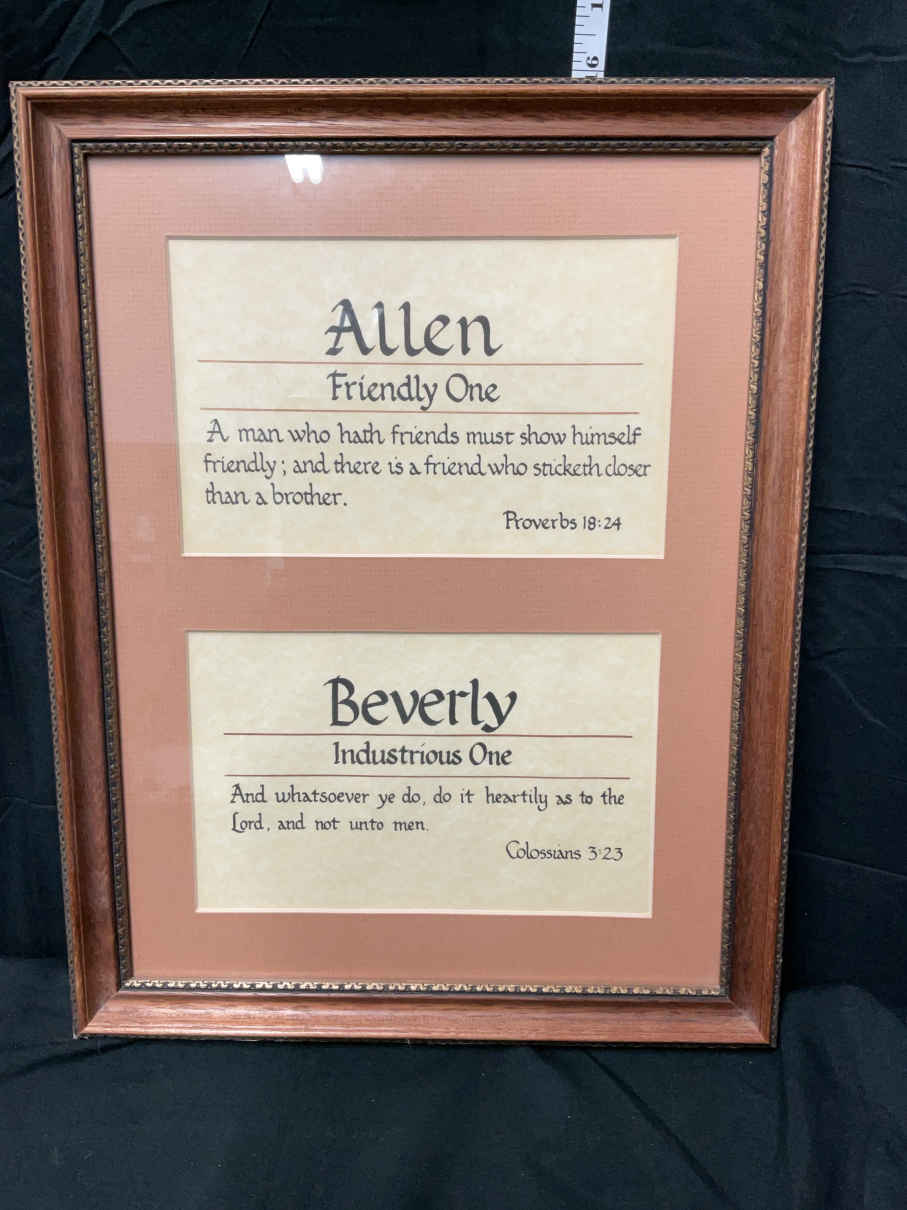 1
16
Allen
Friendly One
A man who hath friends must show himself
friendly; and there is a friend who sticketh closer
than a brother.
Proverbs 18:24
Beverly
Industrious One
And whatsoever ye do, do it heartily as to the
Lord, and not unto men.
Colossians 3:23